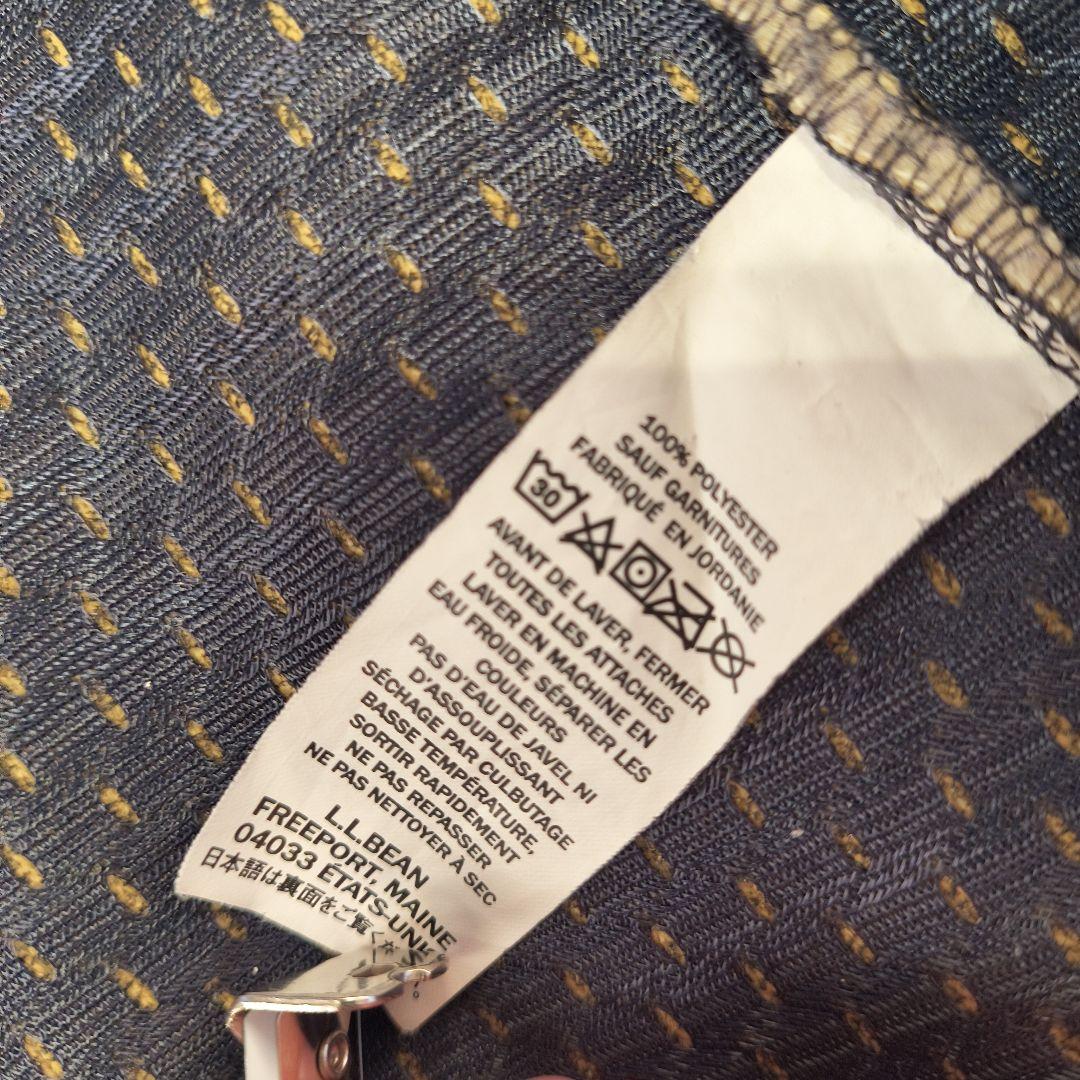 100% POLYESTER
SAUF GARNITURES
FABRIQUÉ EN JORDANIE
30
AVANT DE LAVER, FERMER
TOUTES LES ATTACHES
LAVER EN MACHINE EN
EAU FROIDE, SÉPARER LES
COULEURS
PAS D'EAU DE JAVEL NI
D'ASSOUPLISSANT
SÉCHAGE PAR CULBUTAGE
BASSE TEMPÉRATURE,
SORTIR RAPIDEMENT
NE PAS REPASSER
NE PAS NETTOYER À SEC
L.L.BEAN
FREEPORT, MAINE
04033 ÉTATS-UNIS
日本語は裏面をご覧くだ